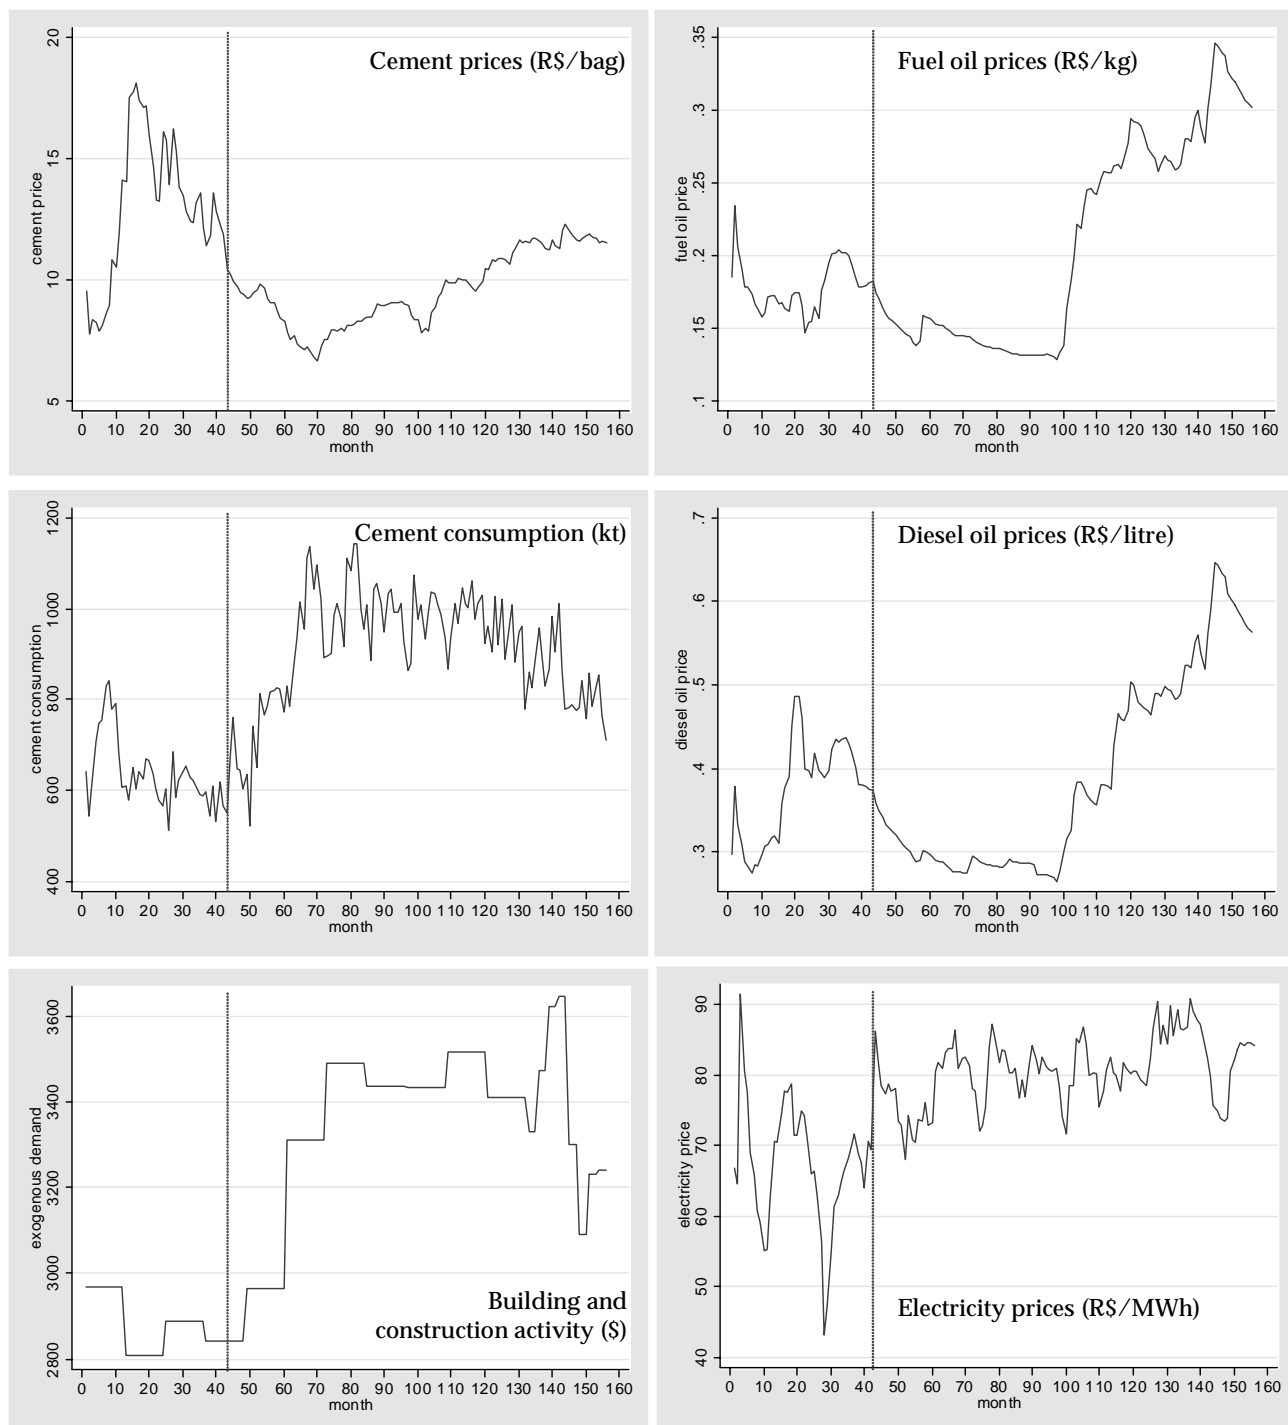 Cement prices (R$/bag)
cement price
20
15
10
5
0 10 20 30 40 50 60 70 80 90 100 110 120 130 140 150 160
month
Fuel oil prices (R$/kg)
fuel oil price
.35
.3
.25
.2
.15
.1
0 10 20 30 40 50 60 70 80 90 100 110 120 130 140 150 160
month
Cement consumption (kt)
cement consumption
1200
1000
800
600
400
0 10 20 30 40 50 60 70 80 90 100 110 120 130 140 150 160
month
Diesel oil prices (R$/litre)
diesel oil price
.7
.6
.5
.4
.3
0 10 20 30 40 50 60 70 80 90 100 110 120 130 140 150 160
month
exogenous demand
3600
3400
3200
3000
2800
Building and
construction activity ($)
0 10 20 30 40 50 60 70 80 90 100 110 120 130 140 150 160
month
electricity price
90
80
70
60
50
40
Electricity prices (R$/MWh)
0 10 20 30 40 50 60 70 80 90 100 110 120 130 140 150 160
month